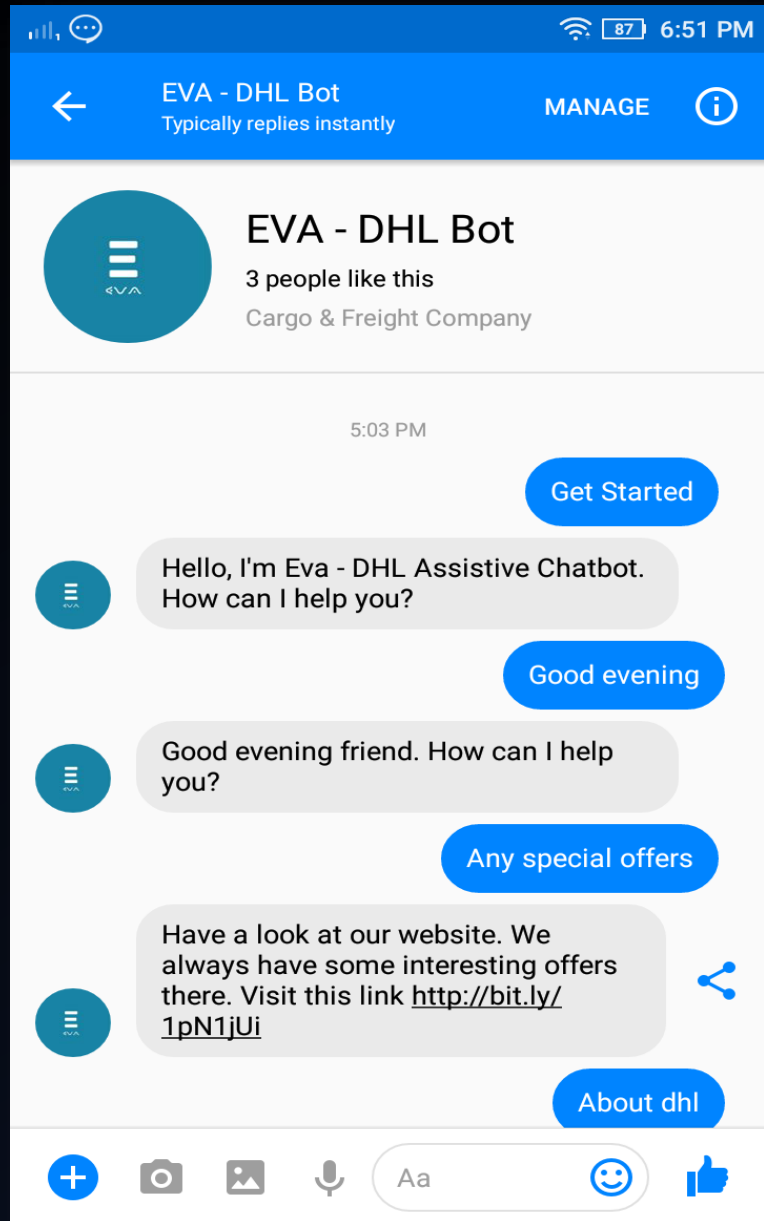 87 6:51 PM
EVA - DHL Bot
Typically replies instantly
MANAGE
EVA - DHL Bot
3 people like this
Cargo & Freight Company
5:03 PM
Get Started
Hello, I'm Eva - DHL Assistive Chatbot.
How can I help you?
Good evening
Good evening friend. How can I help
you?
Any special offers
Have a look at our website. We
always have some interesting offers
there. Visit this link http://bit.ly/
1pN1jUi
About dhl
Aa